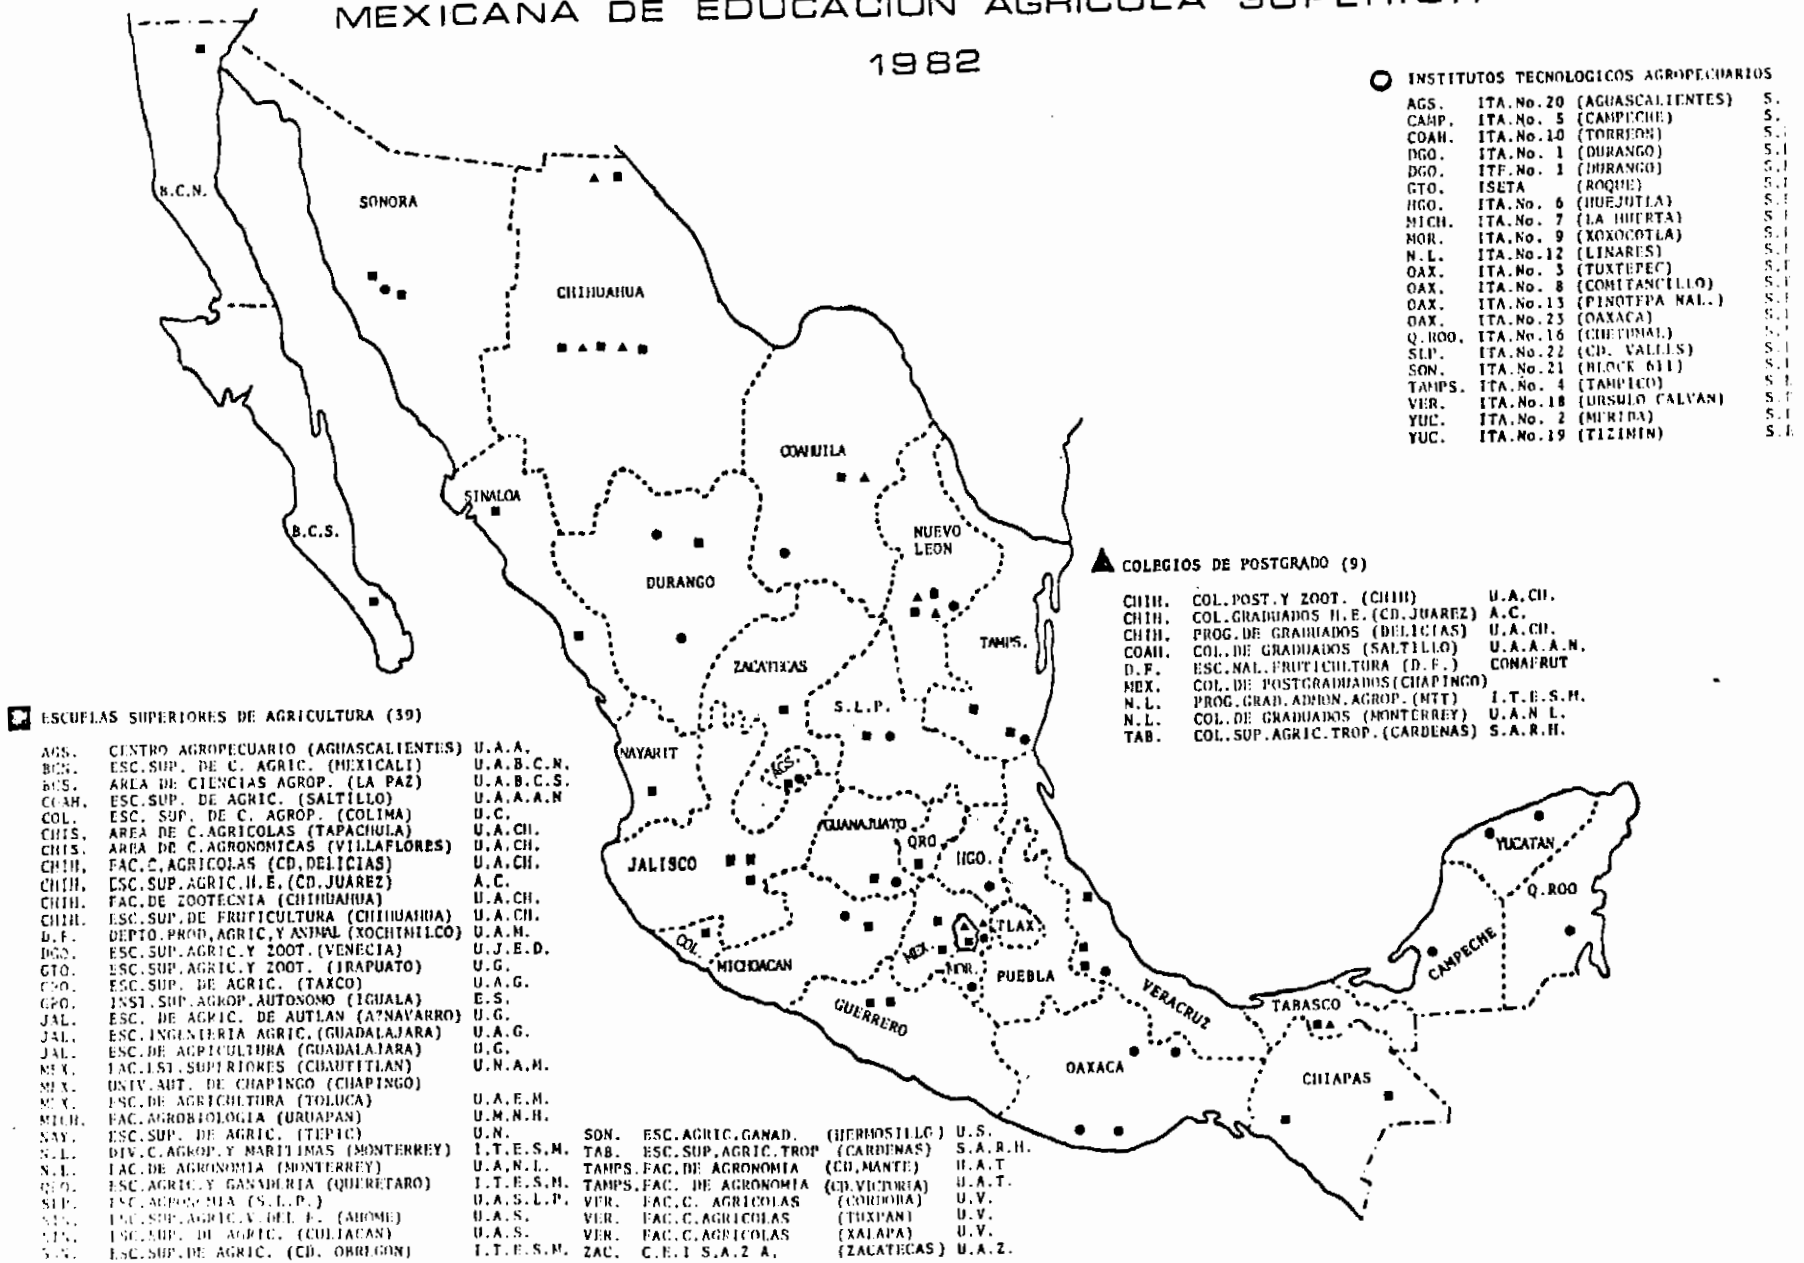 MEXICANA DE EDUCACION AGRICOLA SUPERIOR
1982
INSTITUTOS TECNOLOGICOS AGROPECUARIOS
AGS. ITA.No.20 (AGUASCALIENTES) S.
CAMP. ITA.No. 5 (CAMPECHE) S.
COAH. ITA.No.10 (TORREON) S.
DGO. ITA.No. 1 (DURANGO) S.
DGO. ITF.No. 1 (DURANGO) S.
GTO. ISETA (ROQUE) S.
HGO. ITA.No. 6 (HUEJUTLA) S.
MICH. ITA.No. 7 (LA HUERTA) S.
MOR. ITA.No. 9 (XOXOCOTLA) S.
N.L. ITA.No.12 (LINARES) S.
OAX. ITA.No. 3 (TUXTEPEC) S.
OAX. ITA.No. 8 (COMITANCILLO) S.
OAX. ITA.No.13 (PINOTEPA NAL.) S.
OAX. ITA.No.23 (OAXACA) S.
Q.ROO. ITA.No.16 (CHETUMAL) S.
SLP. ITA.No.22 (CD. VALLES) S.
SON. ITA.No.21 (BLOCK 611) S.
TAMPS. ITA.No. 4 (TAMPICO) S.
VER. ITA.No.18 (URSULO GALVAN) S.
YUC. ITA.No. 2 (MERIDA) S.
YUC. ITA.No.19 (TIZIMIN) S.
B.C.N.
SONORA
CHIHUAHUA
COAHUILA
SINALOA
B.C.S.
NUEVO
LEON
DURANGO
TAMPS.
ZACATECAS
S.L.P.
NAYARIT
AGS.
GUANAJUATO
QRO
HGO.
JALISCO
COL.
MICHOACAN
MEX.
TLAX.
MOR.
PUEBLA
GUERRERO
VERACRUZ
OAXACA
TABASCO
CHIAPAS
CAMPECHE
YUCATAN
Q.ROO
COLEGIOS DE POSTGRADO (9)
CHIH. COL.POST.Y ZOOT. (CHIH) U.A.CH.
CHIH. COL.GRADUADOS H.E.(CD.JUAREZ) A.C.
CHIH. PROG.DE GRADUADOS (DELICIAS) U.A.CH.
COAH. COL.DE GRADUADOS (SALTILLO) U.A.A.A.N.
D.F. ESC.NAL.FRUTICULTURA (D.F.) CONAFRUT
MEX. COL.DE POSTGRADUADOS(CHAPINGO)
N.L. PROG.GRAD.ADMON.AGROP.(MTT) I.T.E.S.M.
N.L. COL.DE GRADUADOS (MONTERREY) U.A.N L.
TAB. COL.SUP.AGRIC.TROP.(CARDENAS) S.A.R.H.
ESCUELAS SUPERIORES DE AGRICULTURA (39)
AGS. CENTRO AGROPECUARIO (AGUASCALIENTES) U.A.A.
ESC.SUP. DE C. AGRIC. (MEXICALI) U.A.B.C.N.
AREA DE CIENCIAS AGROP. (LA PAZ) U.A.B.C.S.
COAH. ESC.SUP. DE AGRIC. (SALTILLO) U.A.A.A.N
COL. ESC. SUP. DE C. AGROP. (COLIMA) U.C.
CHIS. AREA DE C.AGRICOLAS (TAPACHULA) U.A.CH.
CHIS. AREA DE C.AGRONOMICAS (VILLAFLORES) U.A.CH.
CHIH. FAC.C.AGRICOLAS (CD.DELICIAS) U.A.CH.
CHIH. ESC.SUP.AGRIC.H.E.(CD.JUAREZ) A.C.
CHIH. FAC.DE ZOOTECNIA (CHIHUAHUA) U.A.CH.
CHIH. ESC.SUP.DE FRUTICULTURA (CHIHUAHUA) U.A.CH.
D.F. DEPTO.PROD,AGRIC,Y ANIMAL (XOCHIMILCO) U.A.M.
DGO. ESC.SUP.AGRIC.Y ZOOT.(VENECIA) U.J.E.D.
GTO. ESC.SUP.AGRIC.Y ZOOT. (IRAPUATO) U.G.
ESC.SUP. DE AGRIC. (TAXCO) U.A.G.
GRO. INST.SUP.AGROP.AUTONOMO (IGUALA) E.S.
JAL. ESC. DE AGRIC. DE AUTLAN (A?NAVARRO) U.G.
JAL. ESC.INGENIERIA AGRIC.(GUADALAJARA) U.A.G.
JAL. ESC.DE AGRICULTURA (GUADALAJARA) U.G.
MEX. FAC.EST.SUPERIORES (CUAUTITLAN) U.N.A.M.
MEX. UNIV.AUT. DE CHAPINGO (CHAPINGO)
MEX. ESC.DE AGRICULTURA (TOLUCA) U.A.E.M.
MICH. FAC.AGROBIOLOGIA (URUAPAN) U.M.N.H.
NAY. ESC.SUP. DE AGRIC. (TEPIC) U.N.
N.L. DIV.C.AGROP.Y MARITIMAS (MONTERREY) I.T.E.S.M.
N.L. FAC.DE AGRONOMIA (MONTERREY) U.A.N.L.
QRO. ESC.AGRIC.Y GANADERIA (QUERETARO) I.T.E.S.M.
SLP. ESC.AGRONOMIA (S.L.P.) U.A.S.L.P.
SIN. ESC.SUP.AGRIC.V.DEL F. (AHOME) U.A.S.
SIN. ESC.SUP. DE AGRIC. (CULIACAN) U.A.S.
SON. ESC.SUP.DE AGRIC. (CD. OBREGON) I.T.E.S.M.
SON. ESC.AGRIC.GANAD. (HERMOSILLO) U.S.
TAB. ESC.SUP.AGRIC.TROP (CARDENAS) S.A.R.H.
TAMPS.FAC.DE AGRONOMIA (CD,MANTE) U.A.T
TAMPS.FAC. DE AGRONOMIA (CD.VICTORIA) U.A.T.
VER. FAC.C. AGRICOLAS (CORDOBA) U.V.
VER. FAC.C.AGRICOLAS (TUXPAN) U.V.
VER. FAC.C.AGRICOLAS (XALAPA) U.V.
ZAC. C.E.I S.A.Z A. (ZACATECAS) U.A.Z.